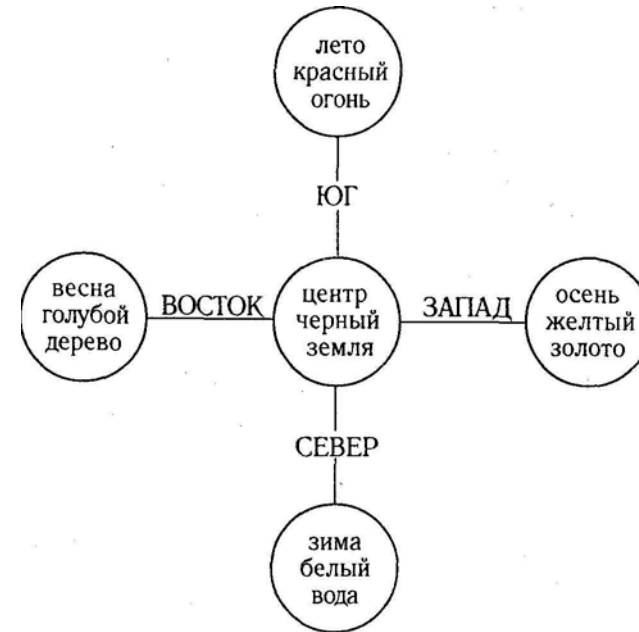 лето
красный
огонь
ЮГ
весна
голубой
дерево
ВОСТОК
центр
черный
земля
ЗАПАД
осень
желтый
золото
СЕВЕР
зима
белый
вода